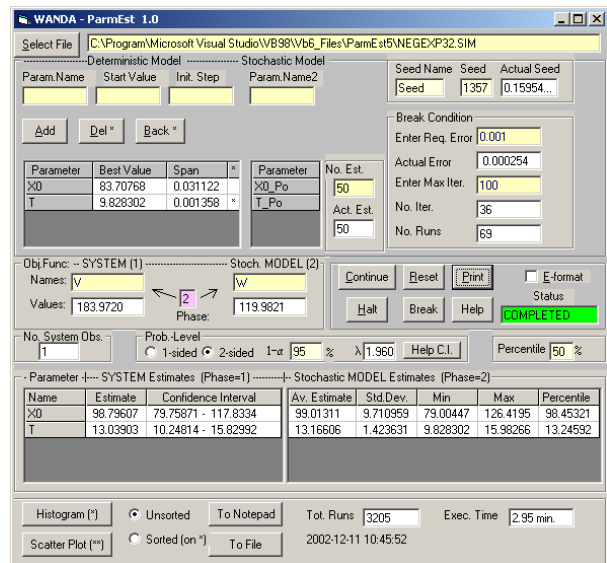 WANDA - ParmEst 1.0
Select File C:\Program\Microsoft Visual Studio\VB98\Vb6_Files\ParmEst5\NEGEXP32.SIM
Deterministic Model Stochastic Model
Param.Name Start Value Init. Step Param.Name2
Seed Name Seed Actual Seed
Seed 1357 0.15954...
Add Del * Back *
Break Condition
Enter Req. Error 0.001
Actual Error 0.000254
Enter Max Iter. 100
No. Iter. 36
No. Runs 69
Parameter Best Value Span *
X0 83.70768 0.031122
T 9.828302 0.001358 *
Parameter
X0_Po
T_Po
No. Est.
50
Act. Est.
50
Obj.Func: -- SYSTEM (1) ---------------------- Stoch. MODEL (2)
Names: V W
Values: 183.9720 2 119.9821
Phase:
Continue Reset Print E-format
Halt Break Help Status
COMPLETED
No. System Obs.
1
Prob.-Level
1-sided 2-sided 1-α 95 % λ 1.960 Help C.I.
Percentile 50 %
- Parameter -|---- SYSTEM Estimates (Phase=1) ---------|-- Stochastic MODEL Estimates (Phase=2)
Name Estimate Confidence Interval Av. Estimate Std.Dev. Min Max Percentile
X0 98.79607 79.75871 - 117.8334 99.01311 9.710959 79.00447 126.4195 98.45321
T 13.03903 10.24814 - 15.82992 13.16606 1.423631 9.828302 15.98266 13.24592
Histogram (*) Unsorted To Notepad Tot. Runs 3205 Exec. Time 2.95 min.
Scatter Plot (**) Sorted (on *) To File 2002-12-11 10:45:52